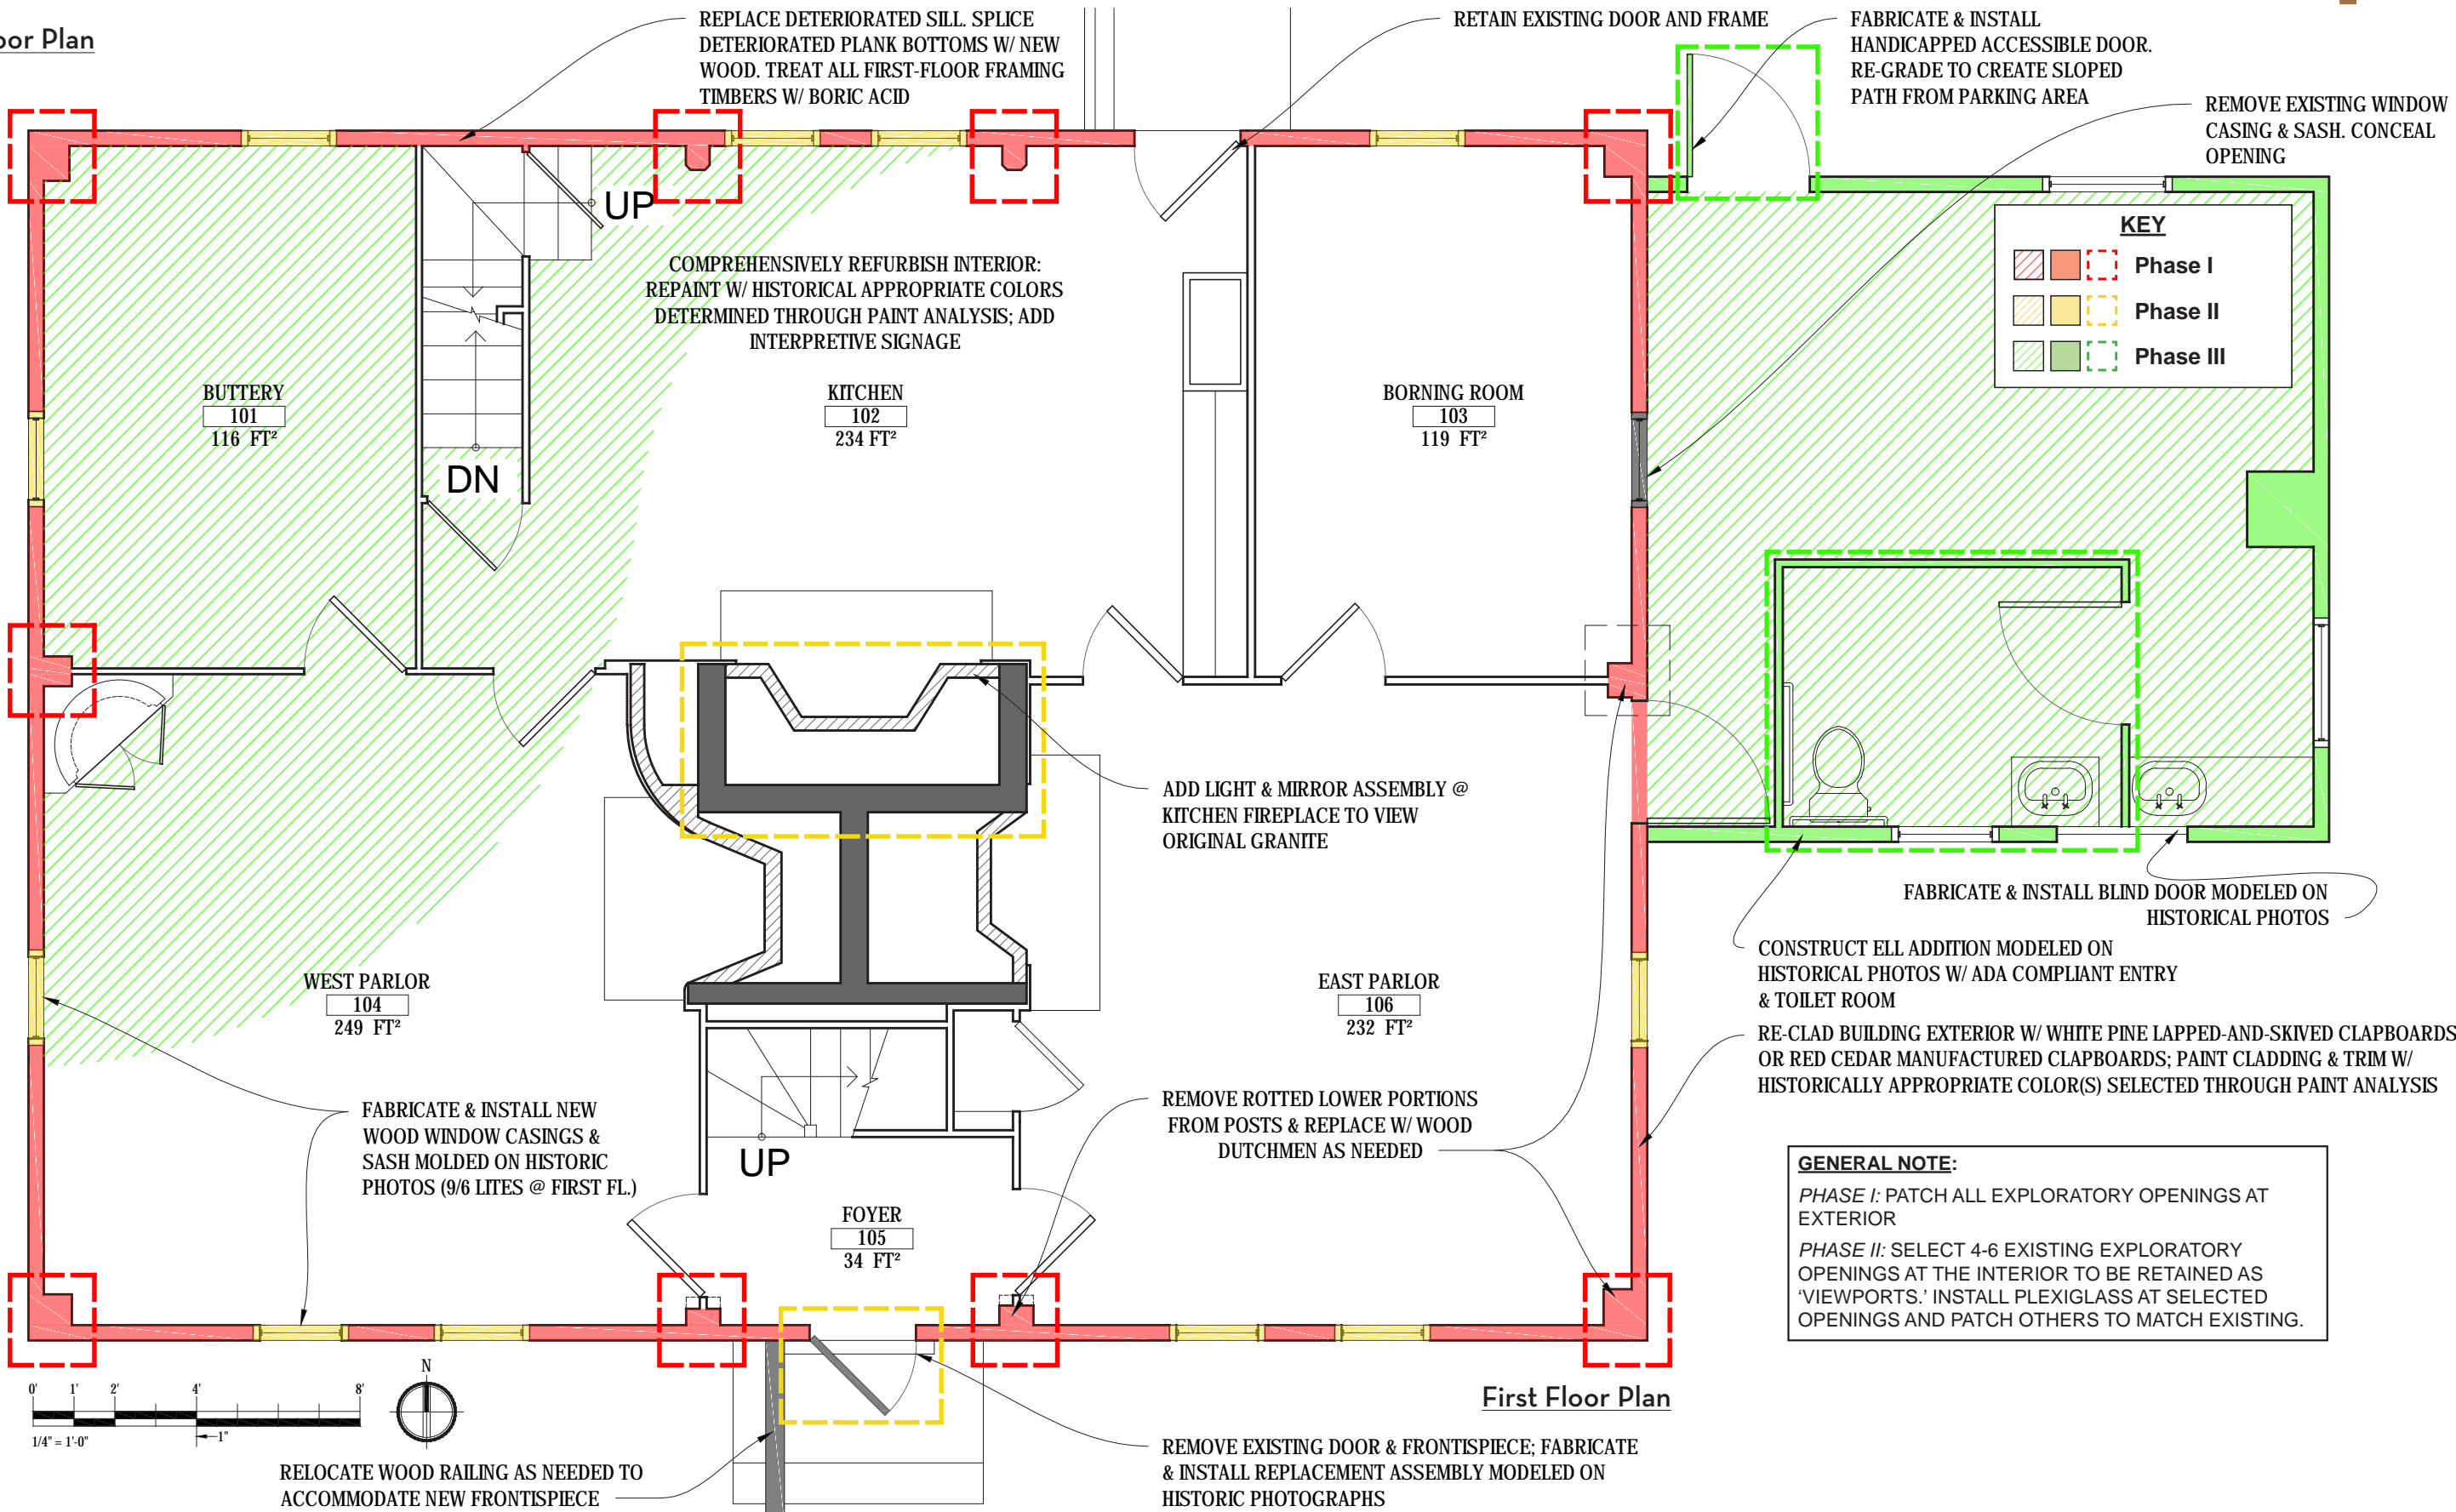 oor Plan
REPLACE DETERIORATED SILL. SPLICE
DETERIORATED PLANK BOTTOMS W/ NEW
WOOD. TREAT ALL FIRST-FLOOR FRAMING
TIMBERS W/ BORIC ACID
RETAIN EXISTING DOOR AND FRAME
FABRICATE & INSTALL
HANDICAPPED ACCESSIBLE DOOR.
RE-GRADE TO CREATE SLOPED
PATH FROM PARKING AREA
REMOVE EXISTING WINDOW
CASING & SASH. CONCEAL
OPENING
UP
KEY
Phase I
Phase II
Phase III
COMPREHENSIVELY REFURBISH INTERIOR:
REPAINT W/ HISTORICAL APPROPRIATE COLORS
DETERMINED THROUGH PAINT ANALYSIS; ADD
INTERPRETIVE SIGNAGE
BUTTERY
101
116 FT²
KITCHEN
102
234 FT²
BORNING ROOM
103
119 FT²
DN
ADD LIGHT & MIRROR ASSEMBLY @
KITCHEN FIREPLACE TO VIEW
ORIGINAL GRANITE
FABRICATE & INSTALL BLIND DOOR MODELED ON
HISTORICAL PHOTOS
CONSTRUCT ELL ADDITION MODELED ON
HISTORICAL PHOTOS W/ ADA COMPLIANT ENTRY
& TOILET ROOM
WEST PARLOR
104
249 FT²
EAST PARLOR
106
232 FT²
RE-CLAD BUILDING EXTERIOR W/ WHITE PINE LAPPED-AND-SKIVED CLAPBOARDS
OR RED CEDAR MANUFACTURED CLAPBOARDS; PAINT CLADDING & TRIM W/
HISTORICALLY APPROPRIATE COLOR(S) SELECTED THROUGH PAINT ANALYSIS
FABRICATE & INSTALL NEW
WOOD WINDOW CASINGS &
SASH MOLDED ON HISTORIC
PHOTOS (9/6 LITES @ FIRST FL.)
UP
REMOVE ROTTED LOWER PORTIONS
FROM POSTS & REPLACE W/ WOOD
DUTCHMEN AS NEEDED
FOYER
105
34 FT²
GENERAL NOTE:
PHASE I: PATCH ALL EXPLORATORY OPENINGS AT
EXTERIOR
PHASE II: SELECT 4-6 EXISTING EXPLORATORY
OPENINGS AT THE INTERIOR TO BE RETAINED AS
‘VIEWPORTS.’ INSTALL PLEXIGLASS AT SELECTED
OPENINGS AND PATCH OTHERS TO MATCH EXISTING.
0' 1' 2' 4' 8'
1/4" = 1'-0"
1"
N
First Floor Plan
RELOCATE WOOD RAILING AS NEEDED TO
ACCOMMODATE NEW FRONTISPIECE
REMOVE EXISTING DOOR & FRONTISPIECE; FABRICATE
& INSTALL REPLACEMENT ASSEMBLY MODELED ON
HISTORIC PHOTOGRAPHS